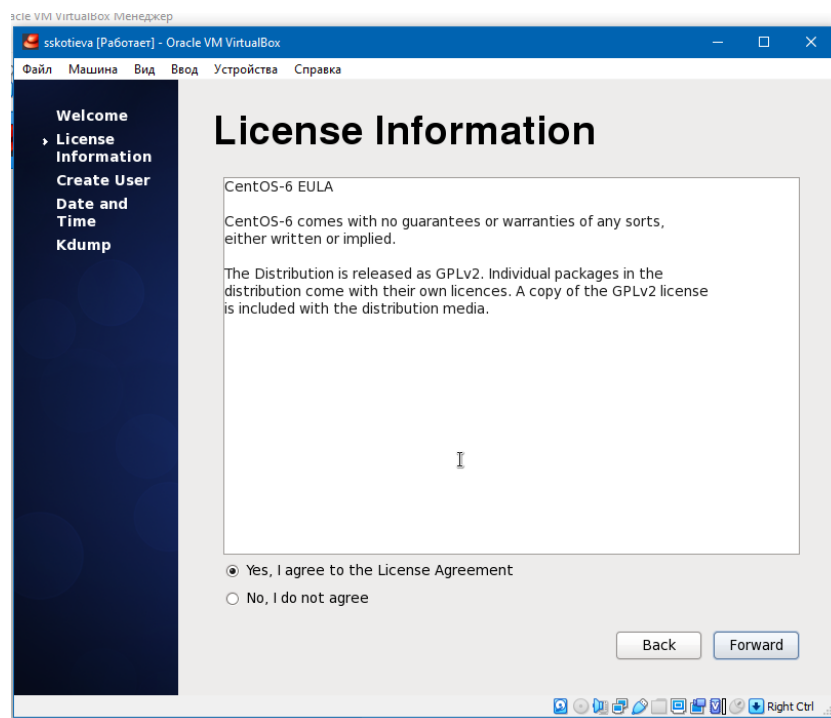 acle VM VirtualBox Менеджер
sskotieva [Работает] - Oracle VM VirtualBox
Файл Машина Вид Ввод Устройства Справка
Welcome
License
Information
Create User
Date and
Time
Kdump
License Information
CentOS-6 EULA
CentOS-6 comes with no guarantees or warranties of any sorts,
either written or implied.
The Distribution is released as GPLv2. Individual packages in the
distribution come with their own licences. A copy of the GPLv2 license
is included with the distribution media.
Yes, I agree to the License Agreement
No, I do not agree
Back Forward
Right Ctrl